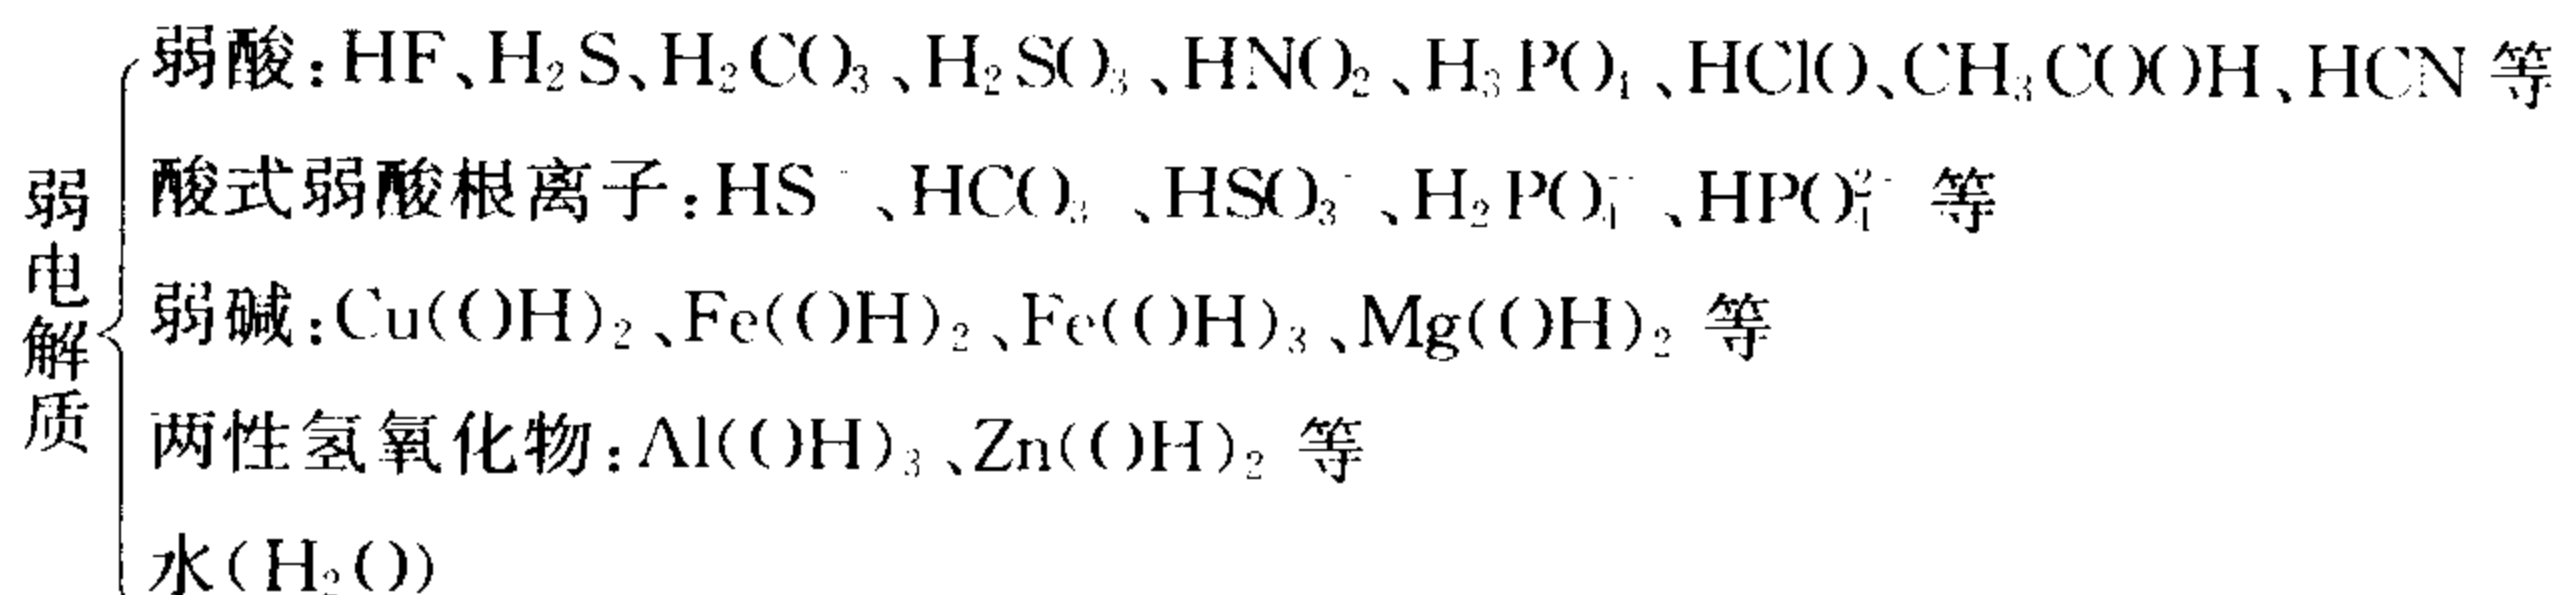 弱电解质
弱酸:HF、H₂S、H₂CO₃、H₂SO₃、HNO₂、H₃PO₄、HClO、CH₃COOH、HCN 等
酸式弱酸根离子:HS⁻、HCO₃⁻、HSO₃⁻、H₂PO₄⁻、HPO₄²⁻ 等
弱碱:Cu(OH)₂、Fe(OH)₂、Fe(OH)₃、Mg(OH)₂ 等
两性氢氧化物:Al(OH)₃、Zn(OH)₂ 等
水(H₂O)